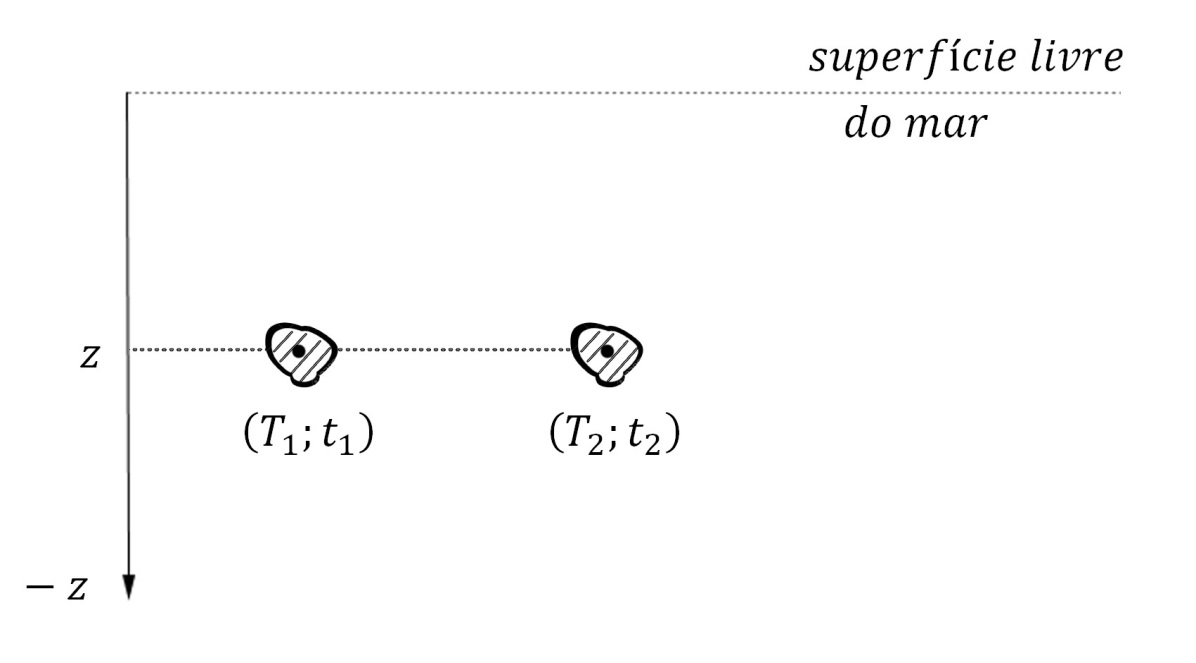 superfície livre
do mar
z
(T₁; t₁)
(T₂; t₂)
− z